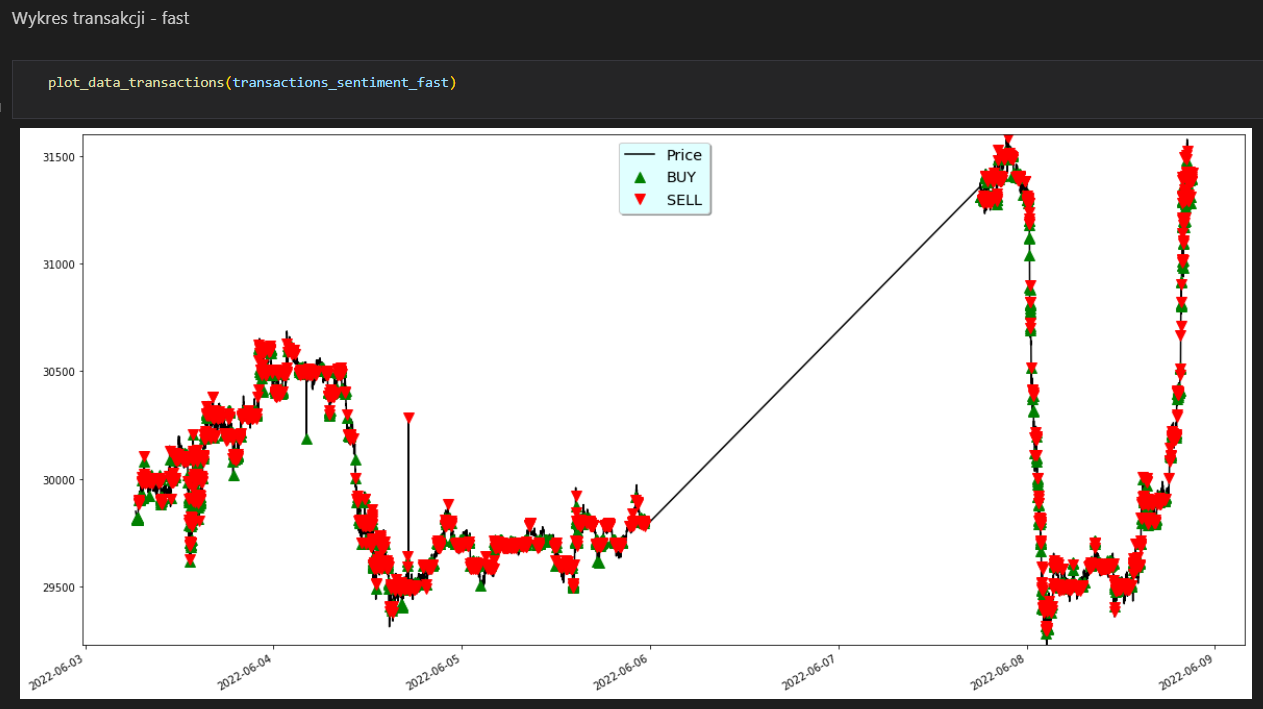 Wykres transakcji - fast
plot_data_transactions(transactions_sentiment_fast)
Price
BUY
SELL
31500
31000
30500
30000
29500
2022-06-03
2022-06-04
2022-06-05
2022-06-06
2022-06-07
2022-06-08
2022-06-09